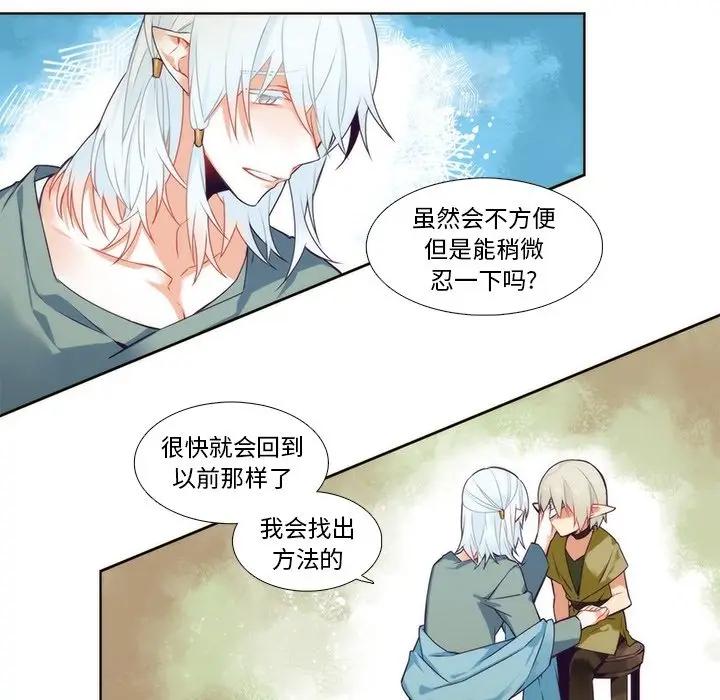 虽然会不方便
但是能稍微
忍一下吗?
很快就会回到
以前那样了
我会找出
方法的